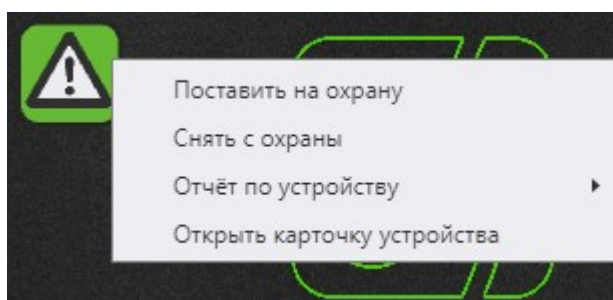 Поставить на охрану
Снять с охраны
Отчёт по устройству
Открыть карточку устройства